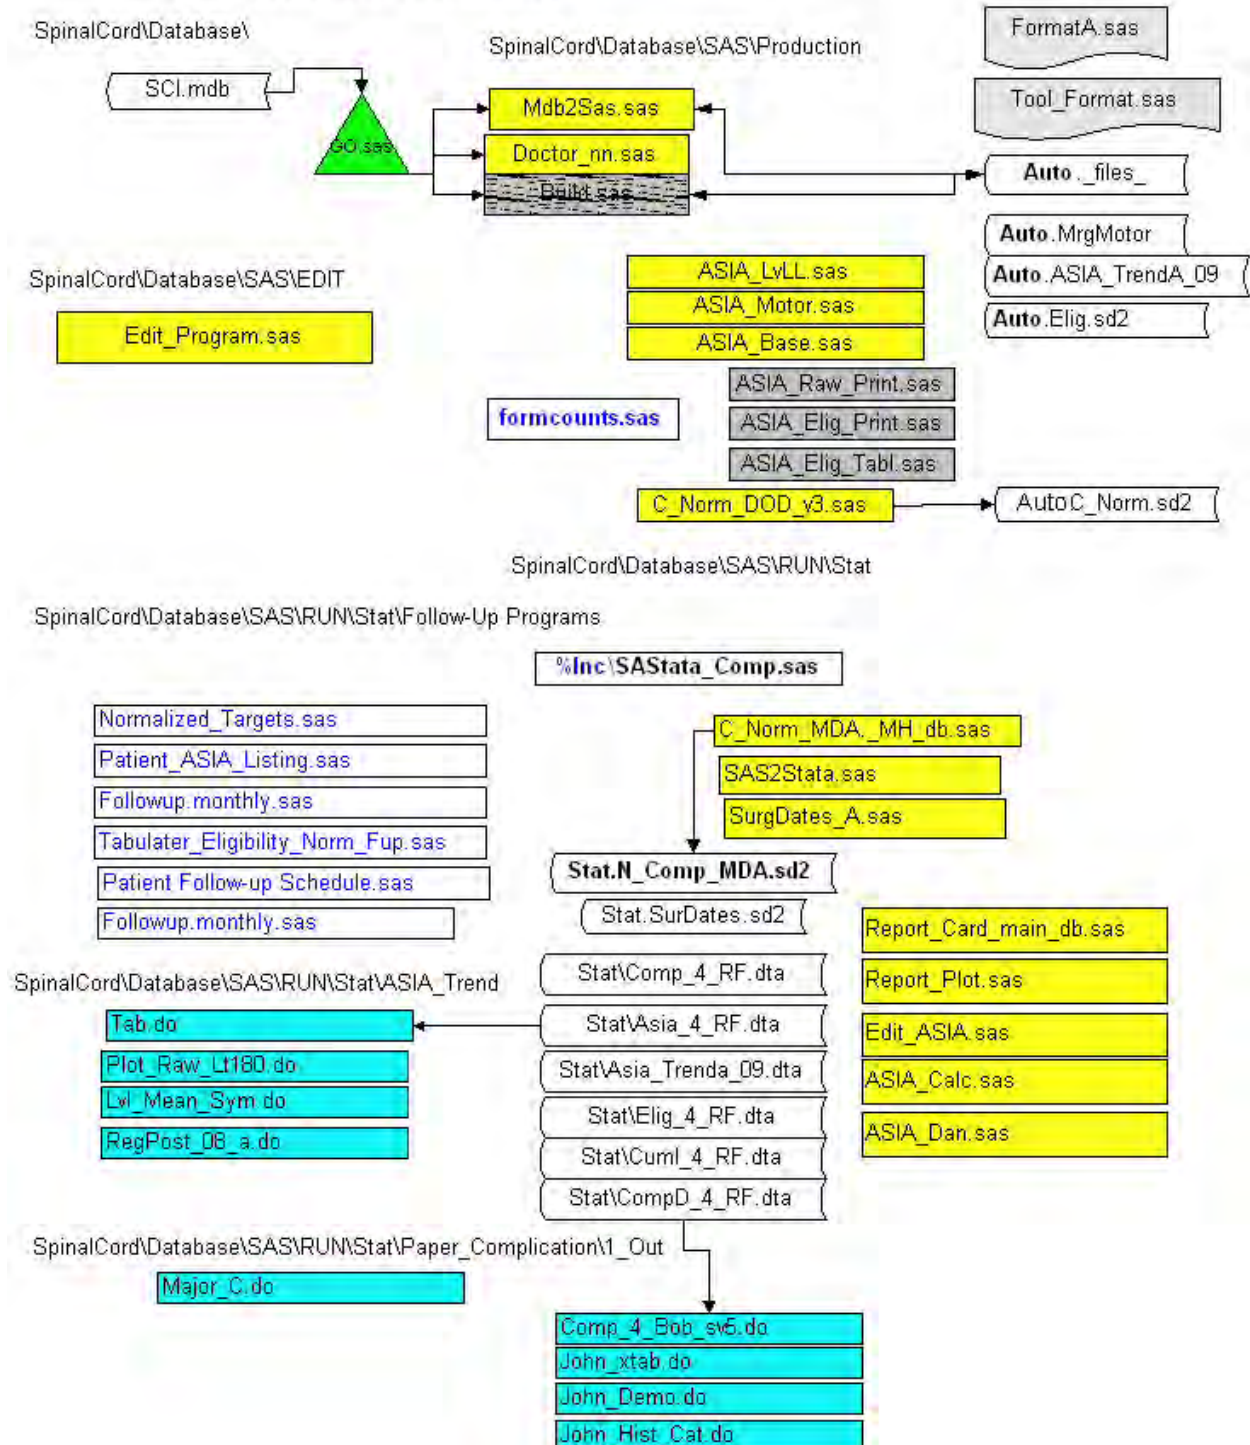 SpinalCord\Database\
SpinalCord\Database\SAS\Production
FormatA.sas
SCI.mdb
Mdb2Sas.sas
Tool_Format.sas
GO.sas
Doctor_nn.sas
Build.sas
Auto._files_
Auto.MrgMotor
SpinalCord\Database\SAS\EDIT
ASIA_LvLL.sas
Auto.ASIA_TrendA_09
Edit_Program.sas
ASIA_Motor.sas
Auto.Elig.sd2
ASIA_Base.sas
ASIA_Raw_Print.sas
formcounts.sas
ASIA_Elig_Print.sas
ASIA_Elig_Tabl.sas
C_Norm_DOD_v3.sas
AutoC_Norm.sd2
SpinalCord\Database\SAS\RUN\Stat
SpinalCord\Database\SAS\RUN\Stat\Follow-Up Programs
%Inc\SAStata_Comp.sas
Normalized_Targets.sas
Patient_ASIA_Listing.sas
Followup.monthly.sas
Tabulater_Eligibility_Norm_Fup.sas
Patient Follow-up Schedule.sas
Followup.monthly.sas
C_Norm_MDA._MH_db.sas
SAS2Stata.sas
SurgDates_A.sas
Stat.N_Comp_MDA.sd2
Stat.SurDates.sd2
Report_Card_main_db.sas
Report_Plot.sas
Edit_ASIA.sas
ASIA_Calc.sas
ASIA_Dan.sas
SpinalCord\Database\SAS\RUN\Stat\ASIA_Trend
Stat\Comp_4_RF.dta
Stat\Asia_4_RF.dta
Stat\Asia_Trenda_09.dta
Stat\Elig_4_RF.dta
Stat\Cuml_4_RF.dta
Stat\CompD_4_RF.dta
Tab.do
Plot_Raw_Lt180.do
Lvl_Mean_Sym.do
RegPost_08_a.do
SpinalCord\Database\SAS\RUN\Stat\Paper_Complication\1_Out
Major_C.do
Comp_4_Bob_sv5.do
John_xtab.do
John_Demo.do
John_Hist_Cat.do